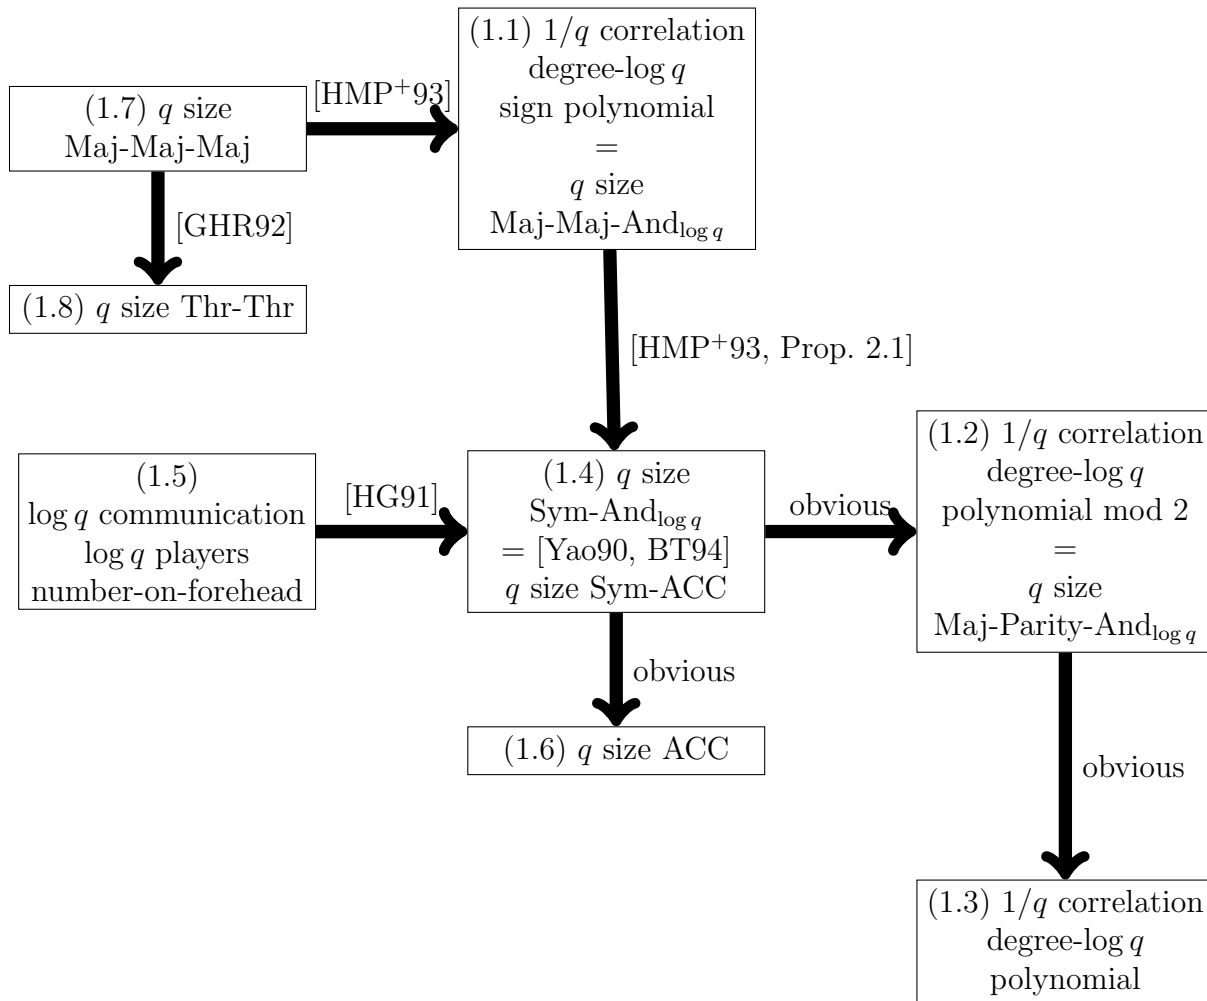 (1.7) q size
Maj-Maj-Maj
[HMP+93]
(1.1) 1/q correlation
degree-log q
sign polynomial
=
q size
Maj-Maj-And_{log q}
[GHR92]
(1.8) q size Thr-Thr
[HMP+93, Prop. 2.1]
(1.5)
log q communication
log q players
number-on-forehead
[HG91]
(1.4) q size
Sym-And_{log q}
= [Yao90, BT94]
q size Sym-ACC
obvious
(1.2) 1/q correlation
degree-log q
polynomial mod 2
=
q size
Maj-Parity-And_{log q}
obvious
(1.6) q size ACC
obvious
(1.3) 1/q correlation
degree-log q
polynomial